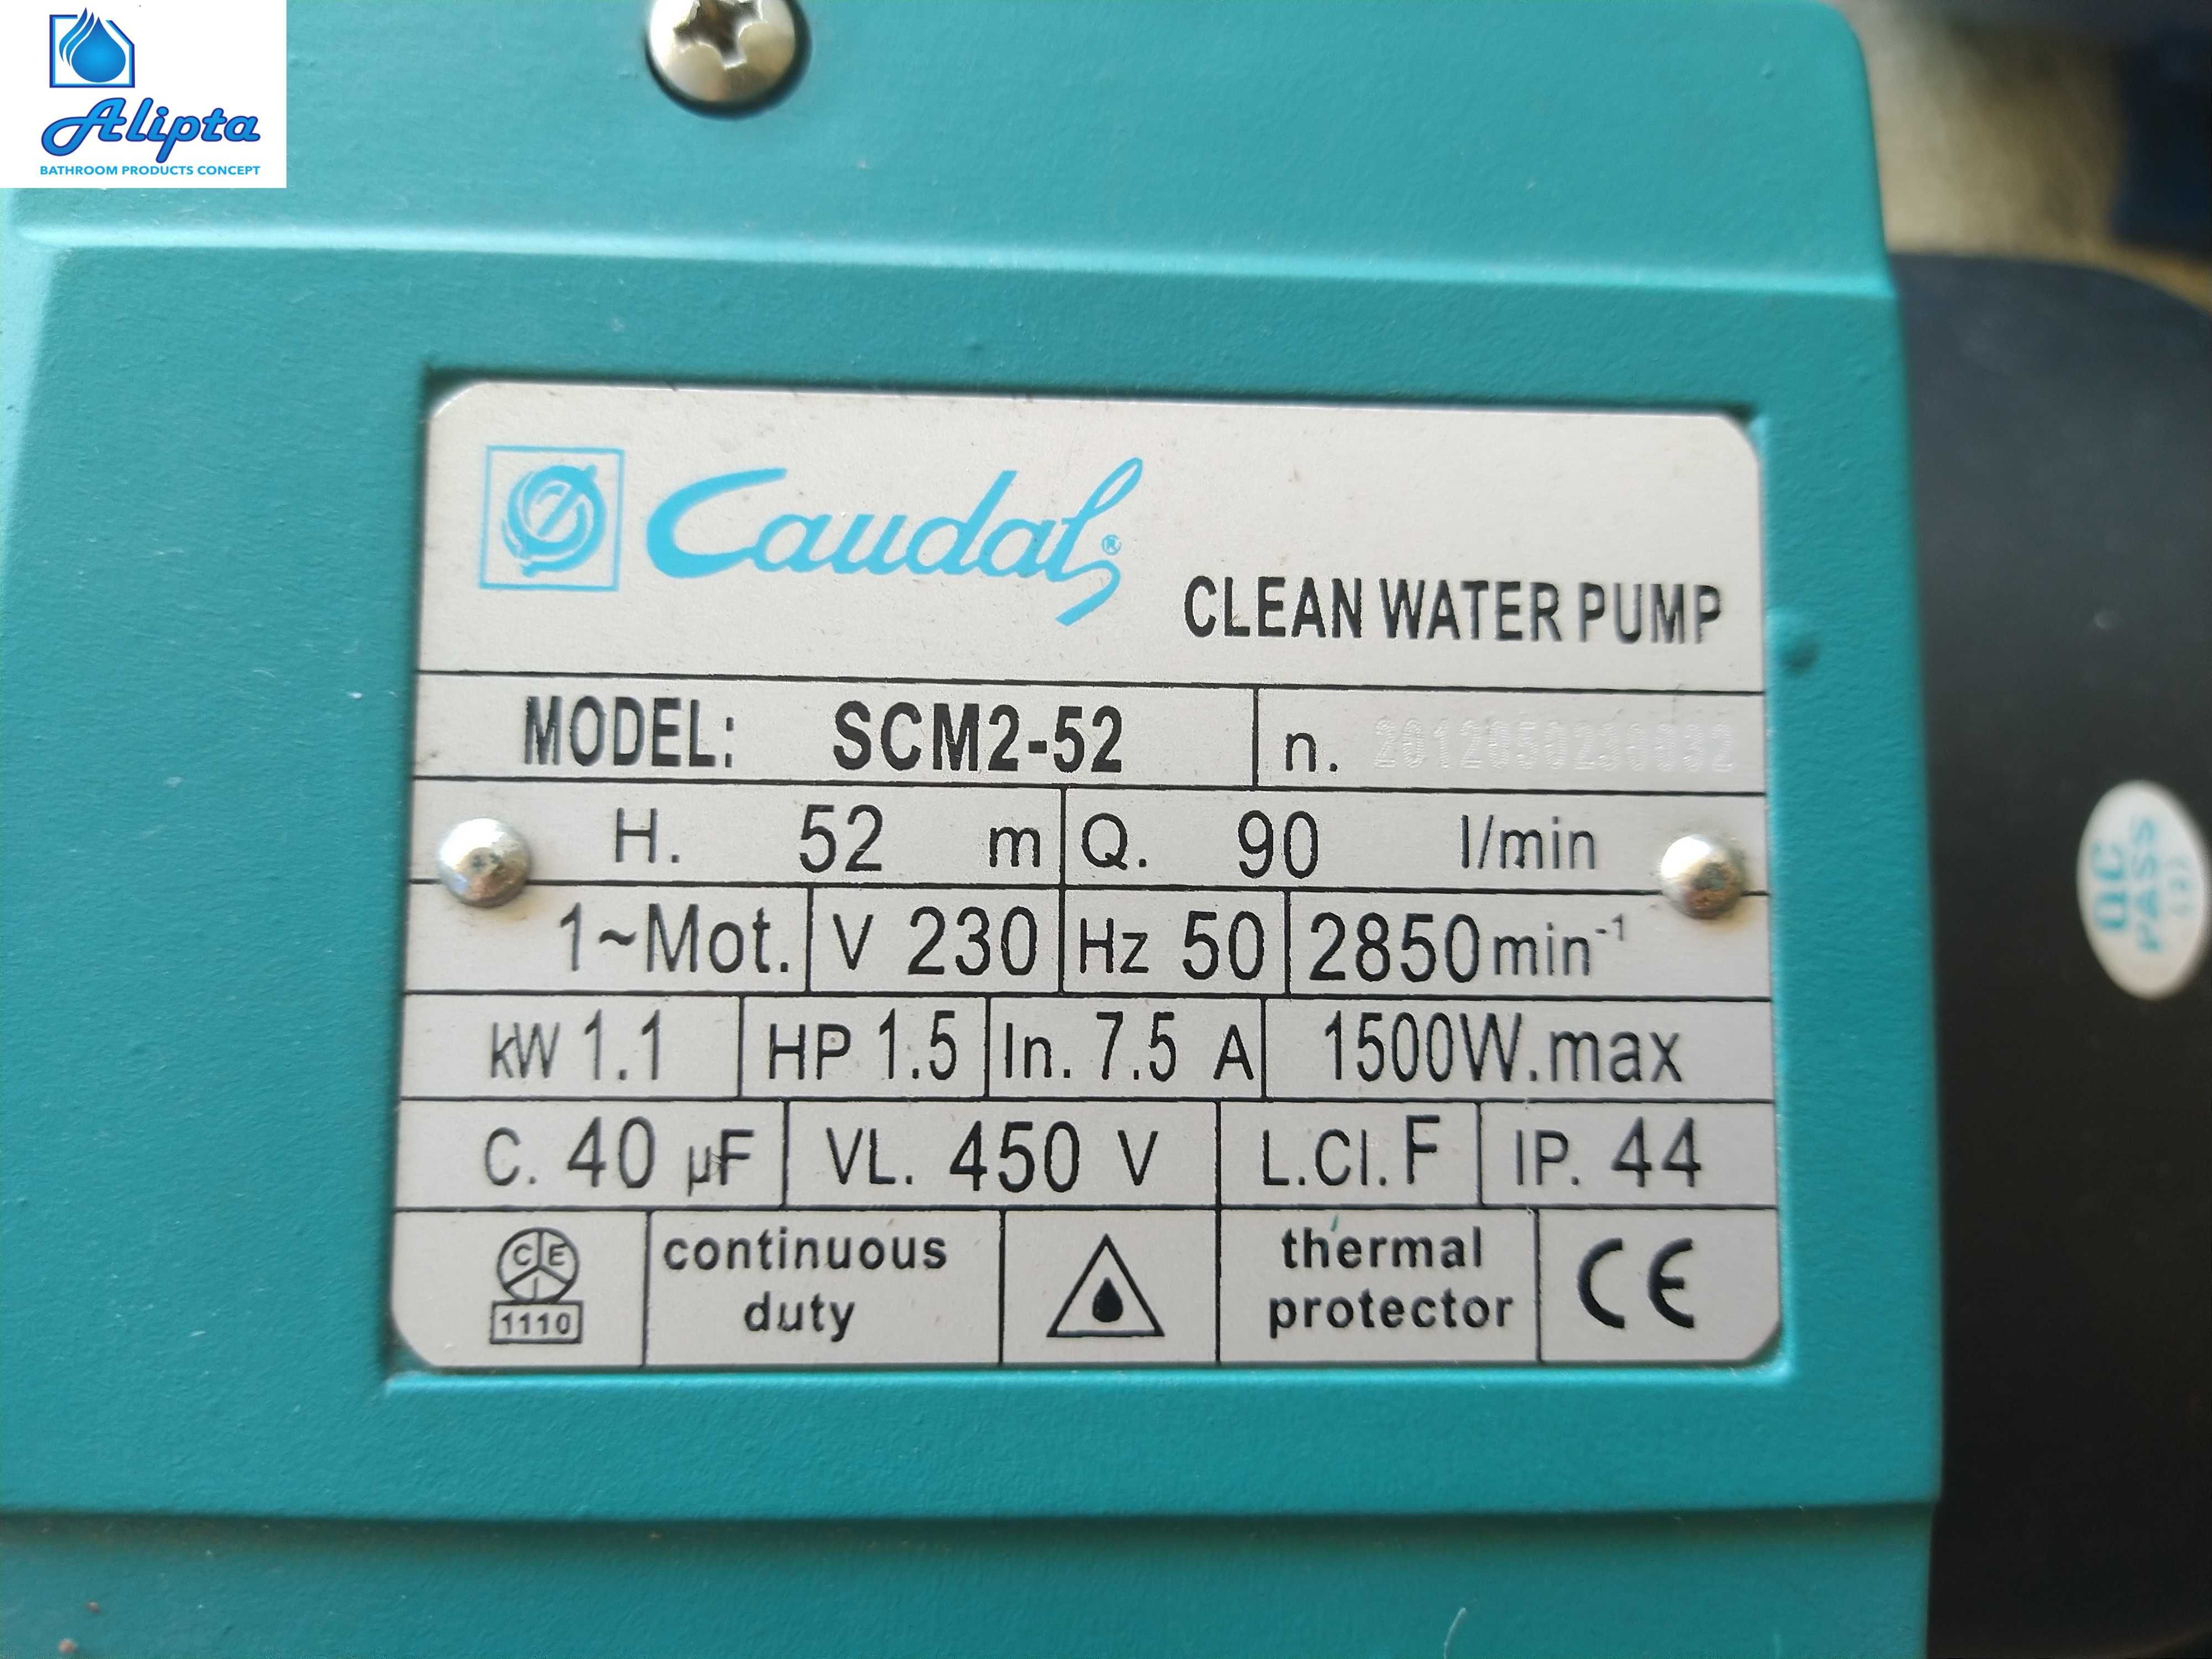 Alipta
BATHROOM PRODUCTS CONCEPT
Caudal®
CLEAN WATER PUMP
MODEL: SCM2-52 n.
H. 52 m Q. 90 l/min
1~Mot. V 230 Hz 50 2850min⁻¹
kW 1.1 HP 1.5 In. 7.5 A 1500W.max
C. 40 µF VL. 450 V L.Cl. F IP. 44
CEI
1110
continuous
duty
thermal
protector
CE
QC
PASS